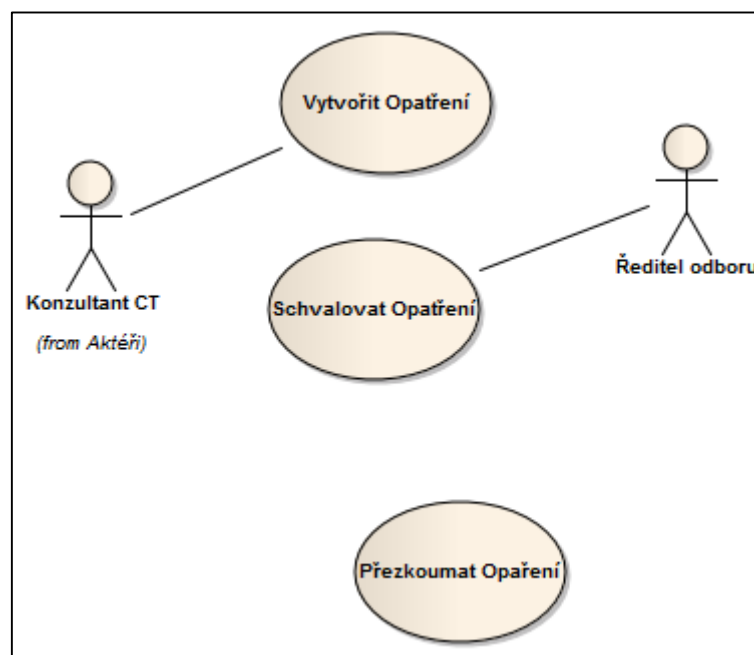 Vytvořit Opatření
Konzultant CT
(from Aktéři)
Ředitel odboru
Schvalovat Opatření
Přezkoumat Opaření